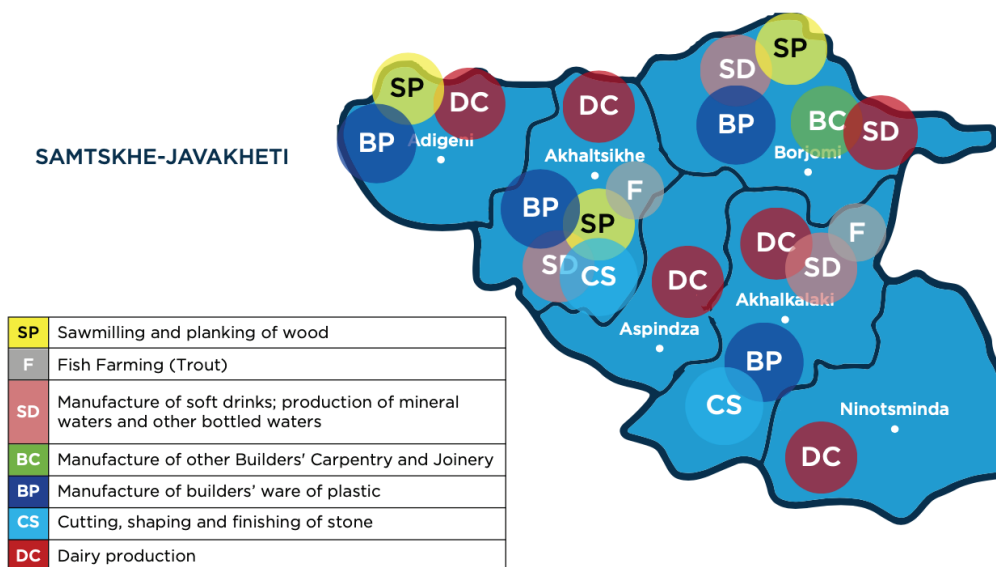 SAMTSKHE-JAVAKHETI
SP
SD
SP
DC
DC
BP
Adigeni
BP
BC
SD
Akhaltsikhe
Borjomi
F
BP
SP
F
DC
SD
SD
CS
DC
Akhalkalaki
Aspindza
BP
CS
Ninotsminda
DC
SP Sawmilling and planking of wood
F Fish Farming (Trout)
SD Manufacture of soft drinks; production of mineral
waters and other bottled waters
BC Manufacture of other Builders' Carpentry and Joinery
BP Manufacture of builders' ware of plastic
CS Cutting, shaping and finishing of stone
DC Dairy production